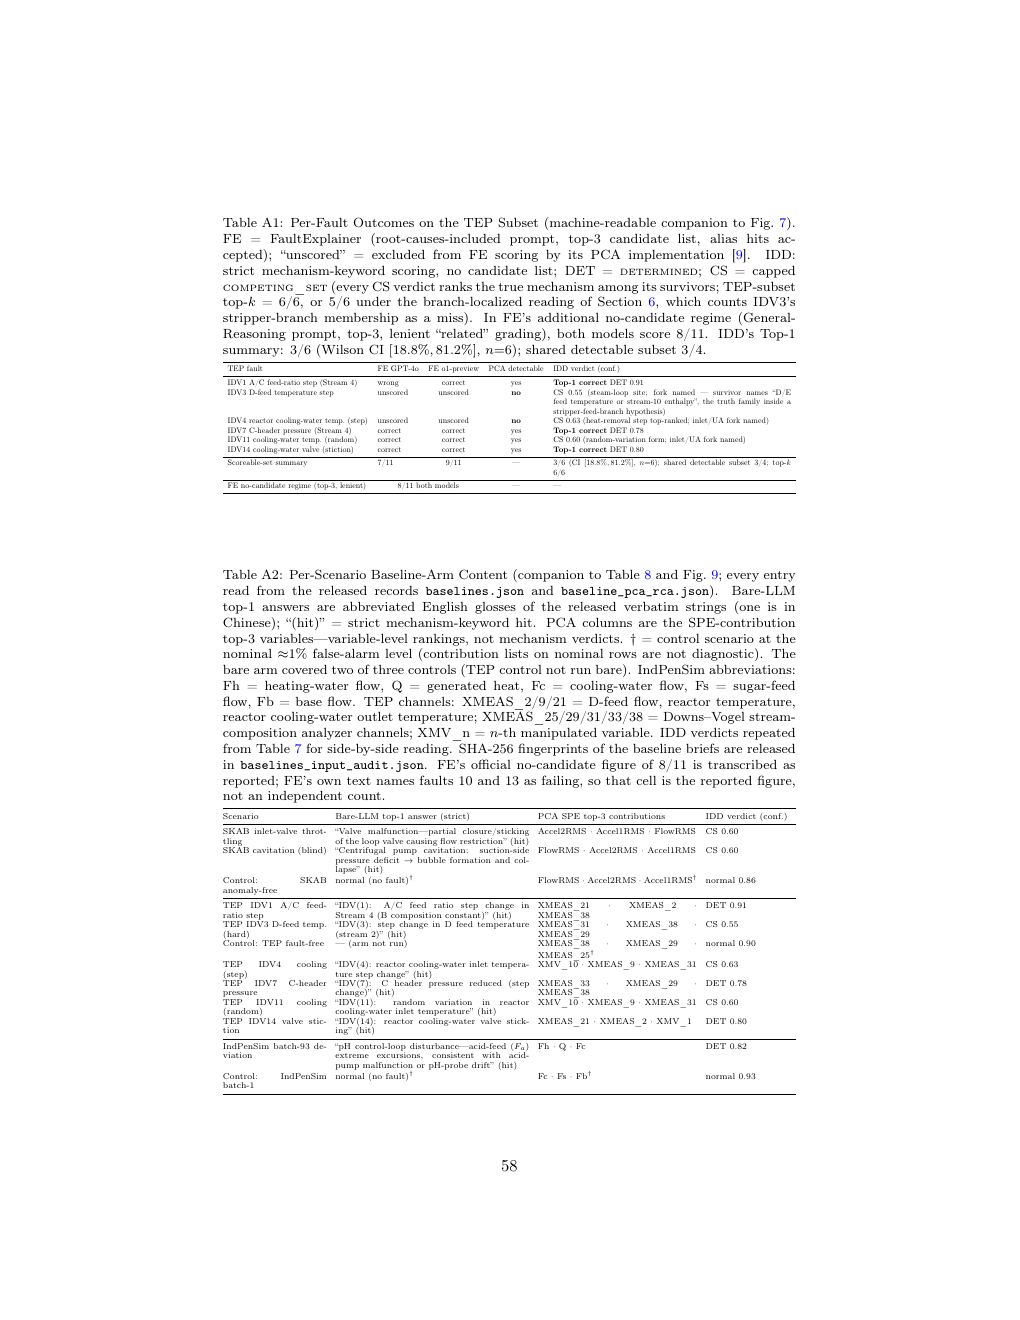 Table A1: Per-Fault Outcomes on the TEP Subset (machine-readable companion to Fig. 7).
FE = FaultExplainer (root-causes-included prompt, top-3 candidate list, alias hits ac-
cepted); “unscored” = excluded from FE scoring by its PCA implementation [9]. IDD:
strict mechanism-keyword scoring, no candidate list; DET = DETERMINED; CS = capped
COMPETING_SET (every CS verdict ranks the true mechanism among its survivors; TEP-subset
top-k = 6/6, or 5/6 under the branch-localized reading of Section 6, which counts IDV3’s
stripper-branch membership as a miss). In FE’s additional no-candidate regime (General-
Reasoning prompt, top-3, lenient “related” grading), both models score 8/11. IDD’s Top-1
summary: 3/6 (Wilson CI [18.8%, 81.2%], n=6); shared detectable subset 3/4.
TEP fault FE GPT-4o FE o1-preview PCA detectable IDD verdict (conf.)
IDV1 A/C feed-ratio step (Stream 4) wrong correct yes Top-1 correct DET 0.91
IDV3 D-feed temperature step unscored unscored no CS 0.55 (steam-loop site; fork named — survivor names “D/E
feed temperature or stream-10 enthalpy”, the truth family inside a
stripper-feed-branch hypothesis)
IDV4 reactor cooling-water temp. (step) unscored unscored no CS 0.63 (heat-removal step top-ranked; inlet/UA fork named)
IDV7 C-header pressure (Stream 4) correct correct yes Top-1 correct DET 0.78
IDV11 cooling-water temp. (random) correct correct yes CS 0.60 (random-variation form; inlet/UA fork named)
IDV14 cooling-water valve (stiction) correct correct yes Top-1 correct DET 0.80
Scoreable-set summary 7/11 9/11 — 3/6 (CI [18.8%, 81.2%], n=6); shared detectable subset 3/4; top-k
6/6
FE no-candidate regime (top-3, lenient) 8/11 both models — —
Table A2: Per-Scenario Baseline-Arm Content (companion to Table 8 and Fig. 9; every entry
read from the released records baselines.json and baseline_pca_rca.json). Bare-LLM
top-1 answers are abbreviated English glosses of the released verbatim strings (one is in
Chinese); “(hit)” = strict mechanism-keyword hit. PCA columns are the SPE-contribution
top-3 variables—variable-level rankings, not mechanism verdicts. † = control scenario at the
nominal ≈1% false-alarm level (contribution lists on nominal rows are not diagnostic). The
bare arm covered two of three controls (TEP control not run bare). IndPenSim abbreviations:
Fh = heating-water flow, Q = generated heat, Fc = cooling-water flow, Fs = sugar-feed
flow, Fb = base flow. TEP channels: XMEAS_2/9/21 = D-feed flow, reactor temperature,
reactor cooling-water outlet temperature; XMEAS_25/29/31/33/38 = Downs–Vogel stream-
composition analyzer channels; XMV_n = n-th manipulated variable. IDD verdicts repeated
from Table 7 for side-by-side reading. SHA-256 fingerprints of the baseline briefs are released
in baselines_input_audit.json. FE’s official no-candidate figure of 8/11 is transcribed as
reported; FE’s own text names faults 10 and 13 as failing, so that cell is the reported figure,
not an independent count.
Scenario Bare-LLM top-1 answer (strict) PCA SPE top-3 contributions IDD verdict (conf.)
SKAB inlet-valve throt- “Valve malfunction—partial closure/sticking Accel2RMS · Accel1RMS · FlowRMS CS 0.60
tling of the loop valve causing flow restriction” (hit)
SKAB cavitation (blind) “Centrifugal pump cavitation: suction-side FlowRMS · Accel2RMS · Accel1RMS CS 0.60
pressure deficit → bubble formation and col-
lapse” (hit)
Control: SKAB normal (no fault)† FlowRMS · Accel2RMS · Accel1RMS† normal 0.86
anomaly-free
TEP IDV1 A/C feed- “IDV(1): A/C feed ratio step change in XMEAS_21 · XMEAS_2 · DET 0.91
ratio step Stream 4 (B composition constant)” (hit) XMEAS_38
TEP IDV3 D-feed temp. “IDV(3): step change in D feed temperature XMEAS_31 · XMEAS_38 · CS 0.55
(hard) (stream 2)” (hit) XMEAS_29
Control: TEP fault-free — (arm not run) XMEAS_38 · XMEAS_29 · normal 0.90
XMEAS_25†
TEP IDV4 cooling “IDV(4): reactor cooling-water inlet tempera- XMV_10 · XMEAS_9 · XMEAS_31 CS 0.63
(step) ture step change” (hit)
TEP IDV7 C-header “IDV(7): C header pressure reduced (step XMEAS_33 · XMEAS_29 · DET 0.78
pressure change)” (hit) XMEAS_38
TEP IDV11 cooling “IDV(11): random variation in reactor XMV_10 · XMEAS_9 · XMEAS_31 CS 0.60
(random) cooling-water inlet temperature” (hit)
TEP IDV14 valve stic- “IDV(14): reactor cooling-water valve stick- XMEAS_21 · XMEAS_2 · XMV_1 DET 0.80
tion ing” (hit)
IndPenSim batch-93 de- “pH control-loop disturbance—acid-feed (Fa) Fh · Q · Fc DET 0.82
viation extreme excursions, consistent with acid-
pump malfunction or pH-probe drift” (hit)
Control: IndPenSim normal (no fault)† Fc · Fs · Fb† normal 0.93
batch-1
58